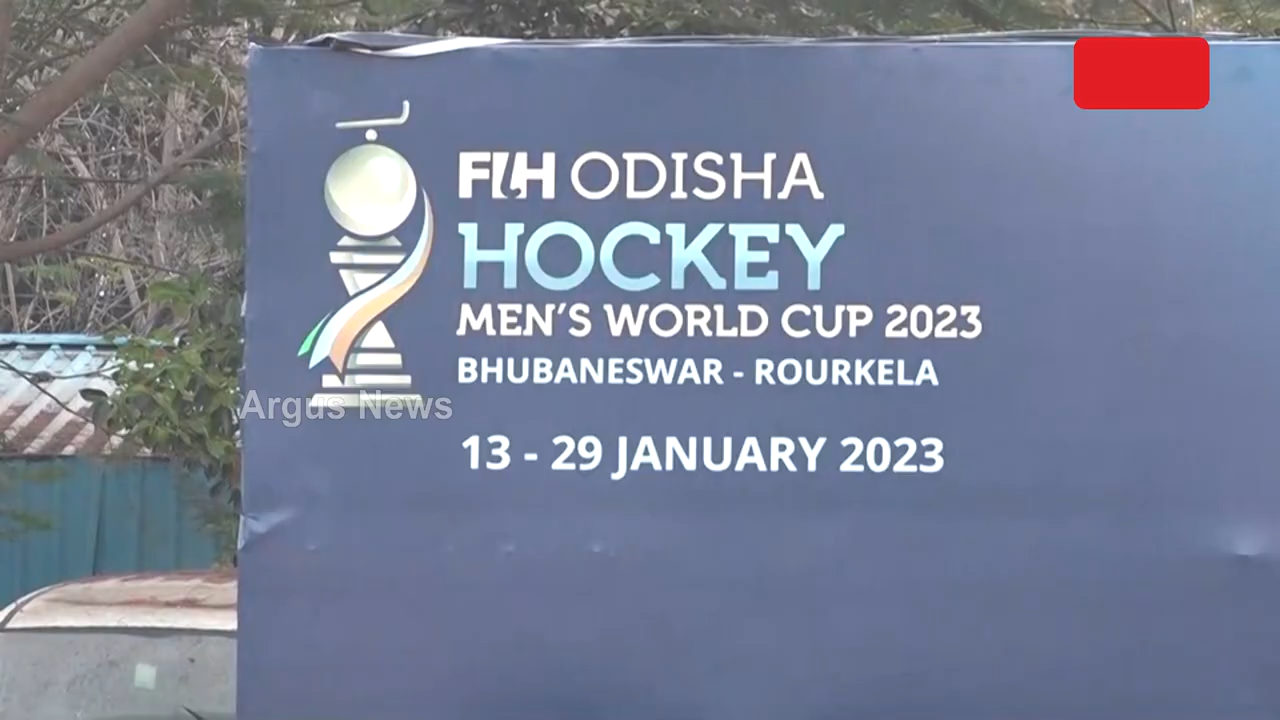 FIH ODISHA
HOCKEY
MEN'S WORLD CUP 2023
BHUBANESWAR - ROURKELA
Argus News
13 - 29 JANUARY 2023